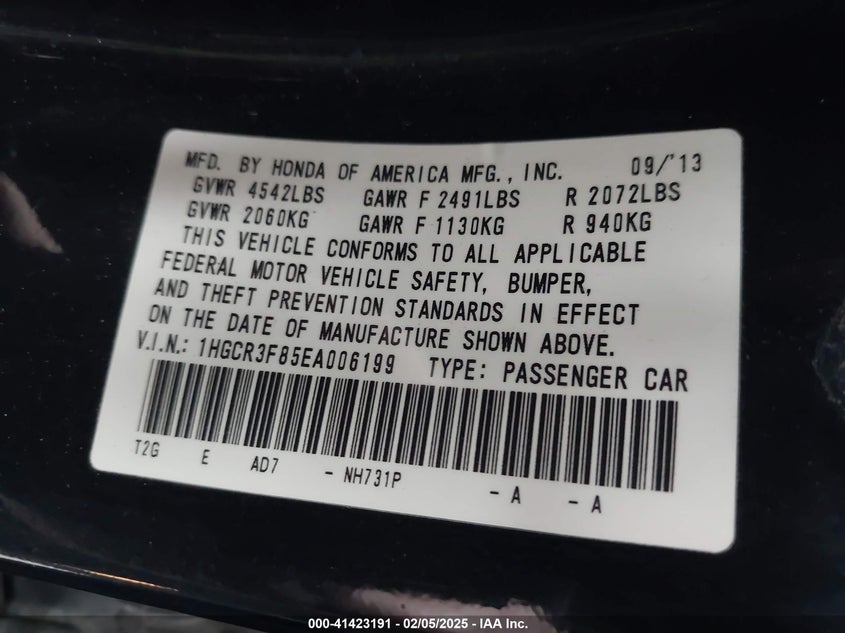 MFD. BY HONDA OF AMERICA MFG., INC. 09/'13
GVWR 4542LBS GAWR F 2491LBS R 2072LBS
GVWR 2060KG GAWR F 1130KG R 940KG
THIS VEHICLE CONFORMS TO ALL APPLICABLE
FEDERAL MOTOR VEHICLE SAFETY, BUMPER,
AND THEFT PREVENTION STANDARDS IN EFFECT
ON THE DATE OF MANUFACTURE SHOWN ABOVE.
V.I.N.: 1HGCR3F85EA006199 TYPE: PASSENGER CAR
T2G E AD7 - NH731P - A - A
000-41423191 - 02/05/2025 - IAA Inc.